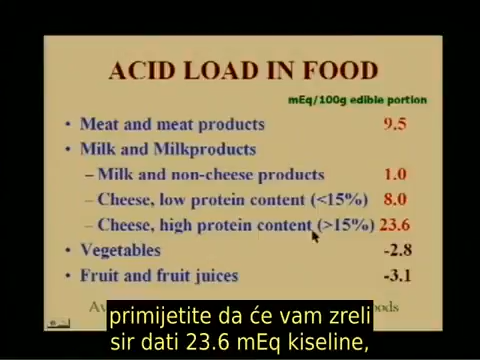 ACID LOAD IN FOOD
mEq/100g edible portion
• Meat and meat products 9.5
• Milk and Milkproducts
– Milk and non-cheese products 1.0
– Cheese, low protein content (<15%) 8.0
– Cheese, high protein content (>15%) 23.6
• Vegetables -2.8
• Fruit and fruit juices -3.1
primijetite da će vam zreli
sir dati 23.6 mEq kiseline,